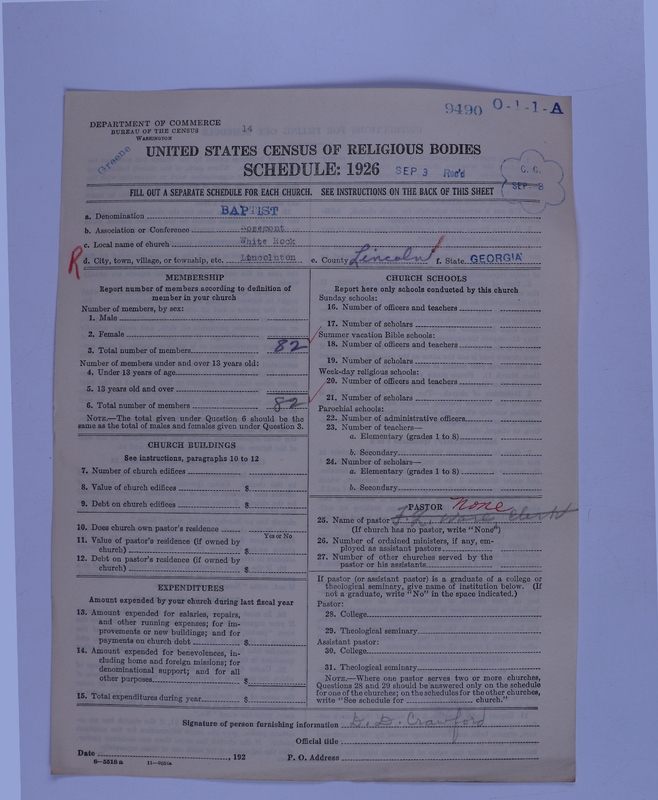 9490 O-1-1-A
DEPARTMENT OF COMMERCE
BUREAU OF THE CENSUS
WASHINGTON
14
Greene
UNITED STATES CENSUS OF RELIGIOUS BODIES
SCHEDULE: 1926
SEP 3 Rec'd
C. C.
SEP - 8
FILL OUT A SEPARATE SCHEDULE FOR EACH CHURCH. SEE INSTRUCTIONS ON THE BACK OF THIS SHEET
a. Denomination BAPTIST
b. Association or Conference Rosemont
c. Local name of church White Rock
R d. City, town, village, or township, etc. Lincolnton e. County Lincoln f. State GEORGIA
MEMBERSHIP
Report number of members according to definition of
member in your church
Number of members, by sex:
1. Male
2. Female
3. Total number of members 82
Number of members under and over 13 years old:
4. Under 13 years of age
5. 13 years old and over
6. Total number of members 82
NOTE.—The total given under Question 6 should be the
same as the total of males and females given under Question 3.
CHURCH BUILDINGS
See instructions, paragraphs 10 to 12
7. Number of church edifices
8. Value of church edifices $
9. Debt on church edifices $
10. Does church own pastor's residence
Yes or No
11. Value of pastor's residence (if owned by
church) $
12. Debt on pastor's residence (if owned by
church) $
EXPENDITURES
Amount expended by your church during last fiscal year
13. Amount expended for salaries, repairs,
and other running expenses; for im-
provements or new buildings; and for
payments on church debt $
14. Amount expended for benevolences, in-
cluding home and foreign missions; for
denominational support; and for all
other purposes $
15. Total expenditures during year $
CHURCH SCHOOLS
Report here only schools conducted by this church
Sunday schools:
16. Number of officers and teachers
17. Number of scholars
Summer vacation Bible schools:
18. Number of officers and teachers
19. Number of scholars
Week-day religious schools:
20. Number of officers and teachers
21. Number of scholars
Parochial schools:
22. Number of administrative officers
23. Number of teachers—
a. Elementary (grades 1 to 8)
b. Secondary
24. Number of scholars—
a. Elementary (grades 1 to 8)
b. Secondary
PASTOR None
25. Name of pastor Clerk
(If church has no pastor, write "None")
26. Number of ordained ministers, if any, em-
ployed as assistant pastors
27. Number of other churches served by the
pastor or his assistants
If pastor (or assistant pastor) is a graduate of a college or
theological seminary, give name of institution below. (If
not a graduate, write "No" in the space indicated.)
Pastor:
28. College
29. Theological seminary
Assistant pastor:
30. College
31. Theological seminary
NOTE.—Where one pastor serves two or more churches,
Questions 28 and 29 should be answered only on the schedule
for one of the churches; on the schedules for the other churches,
write "See schedule for church."
Signature of person furnishing information D. D. Crawford
Official title
Date , 192 P. O. Address